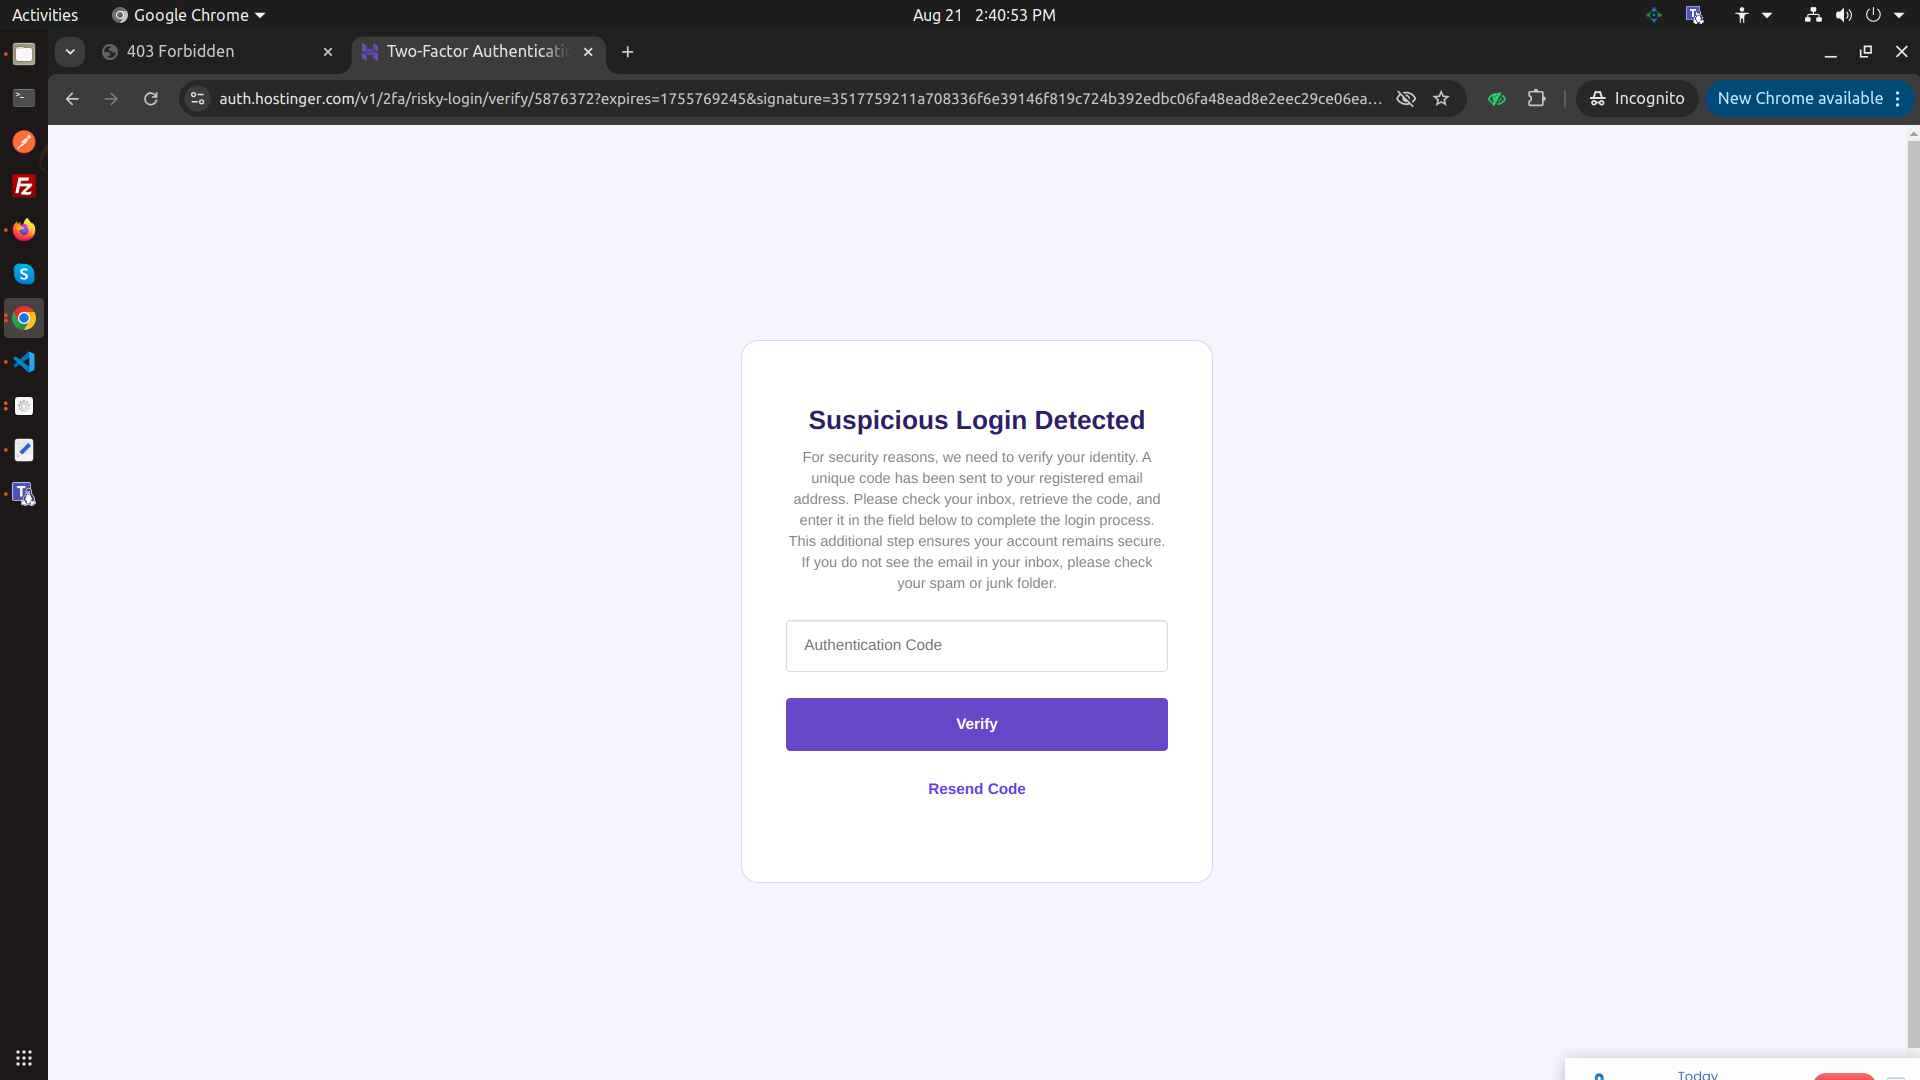 Activities
Google Chrome
Aug 21 2:40:53 PM
403 Forbidden
Two-Factor Authenticatio
auth.hostinger.com/v1/2fa/risky-login/verify/5876372?expires=1755769245&signature=3517759211a708336f6e39146f819c724b392edbc06fa48ead8e2eec29ce06ea…
Incognito
New Chrome available
Suspicious Login Detected
For security reasons, we need to verify your identity. A
unique code has been sent to your registered email
address. Please check your inbox, retrieve the code, and
enter it in the field below to complete the login process.
This additional step ensures your account remains secure.
If you do not see the email in your inbox, please check
your spam or junk folder.
Authentication Code
Verify
Resend Code
Today